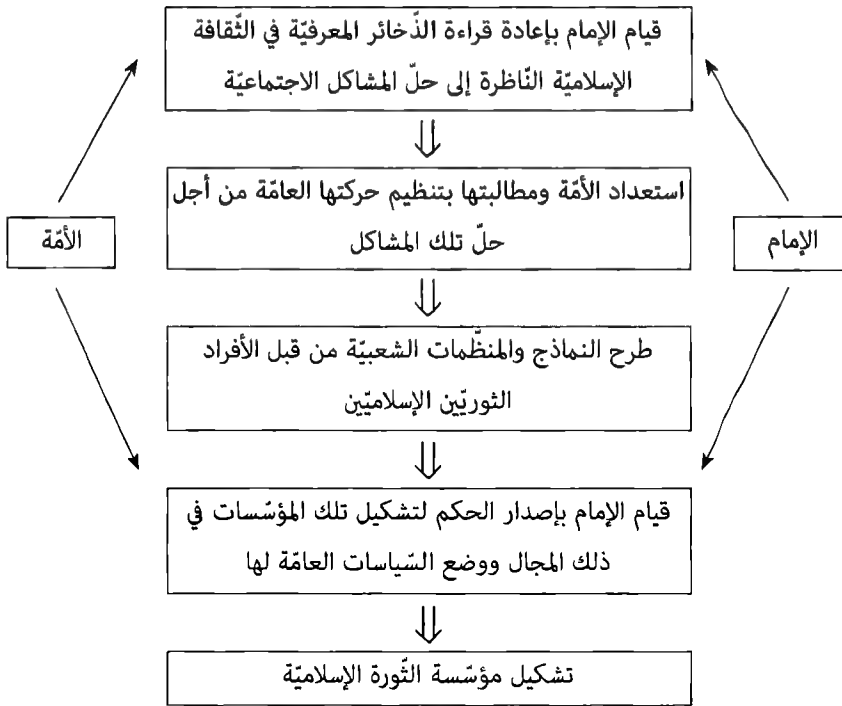 قيام الإمام بإعادة قراءة الذّخائر المعرفيّة في الثّقافة
الإسلاميّة النّاظرة إلى حلّ المشاكل الاجتماعيّة
استعداد الأمّة ومطالبتها بتنظيم حركتها العامّة من أجل
حلّ تلك المشاكل
الإمام
الأمّة
طرح النماذج والمنظّمات الشعبيّة من قبل الأفراد
الثوريّين الإسلاميّين
قيام الإمام بإصدار الحكم لتشكيل تلك المؤسّسات في
ذلك المجال ووضع السّياسات العامّة لها
تشكيل مؤسّسة الثّورة الإسلاميّة